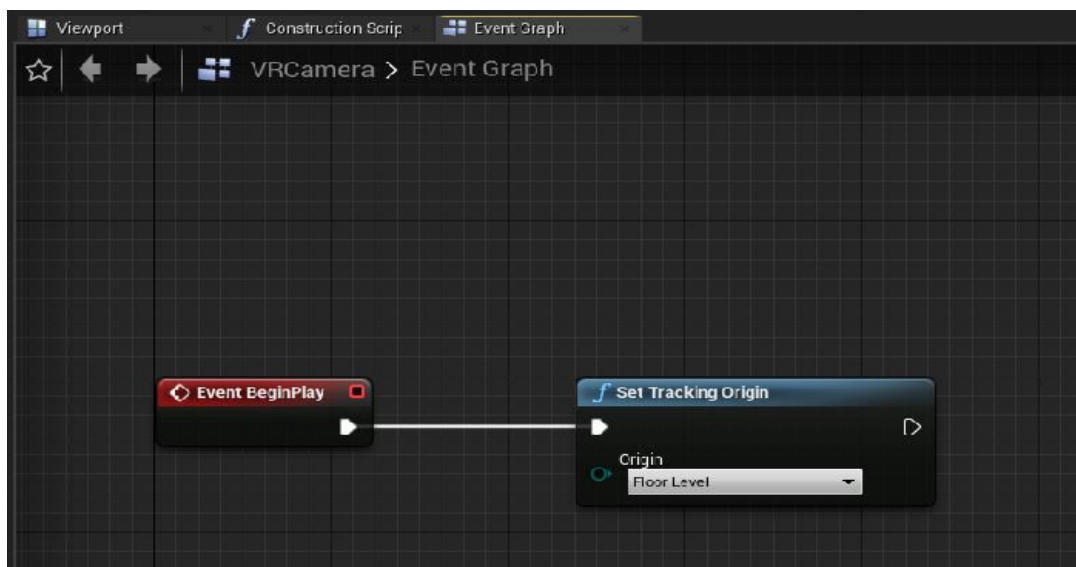 Viewport
Construction Scrip
Event Graph
VRCamera > Event Graph
Event BeginPlay
Set Tracking Origin
Origin
Floor Level